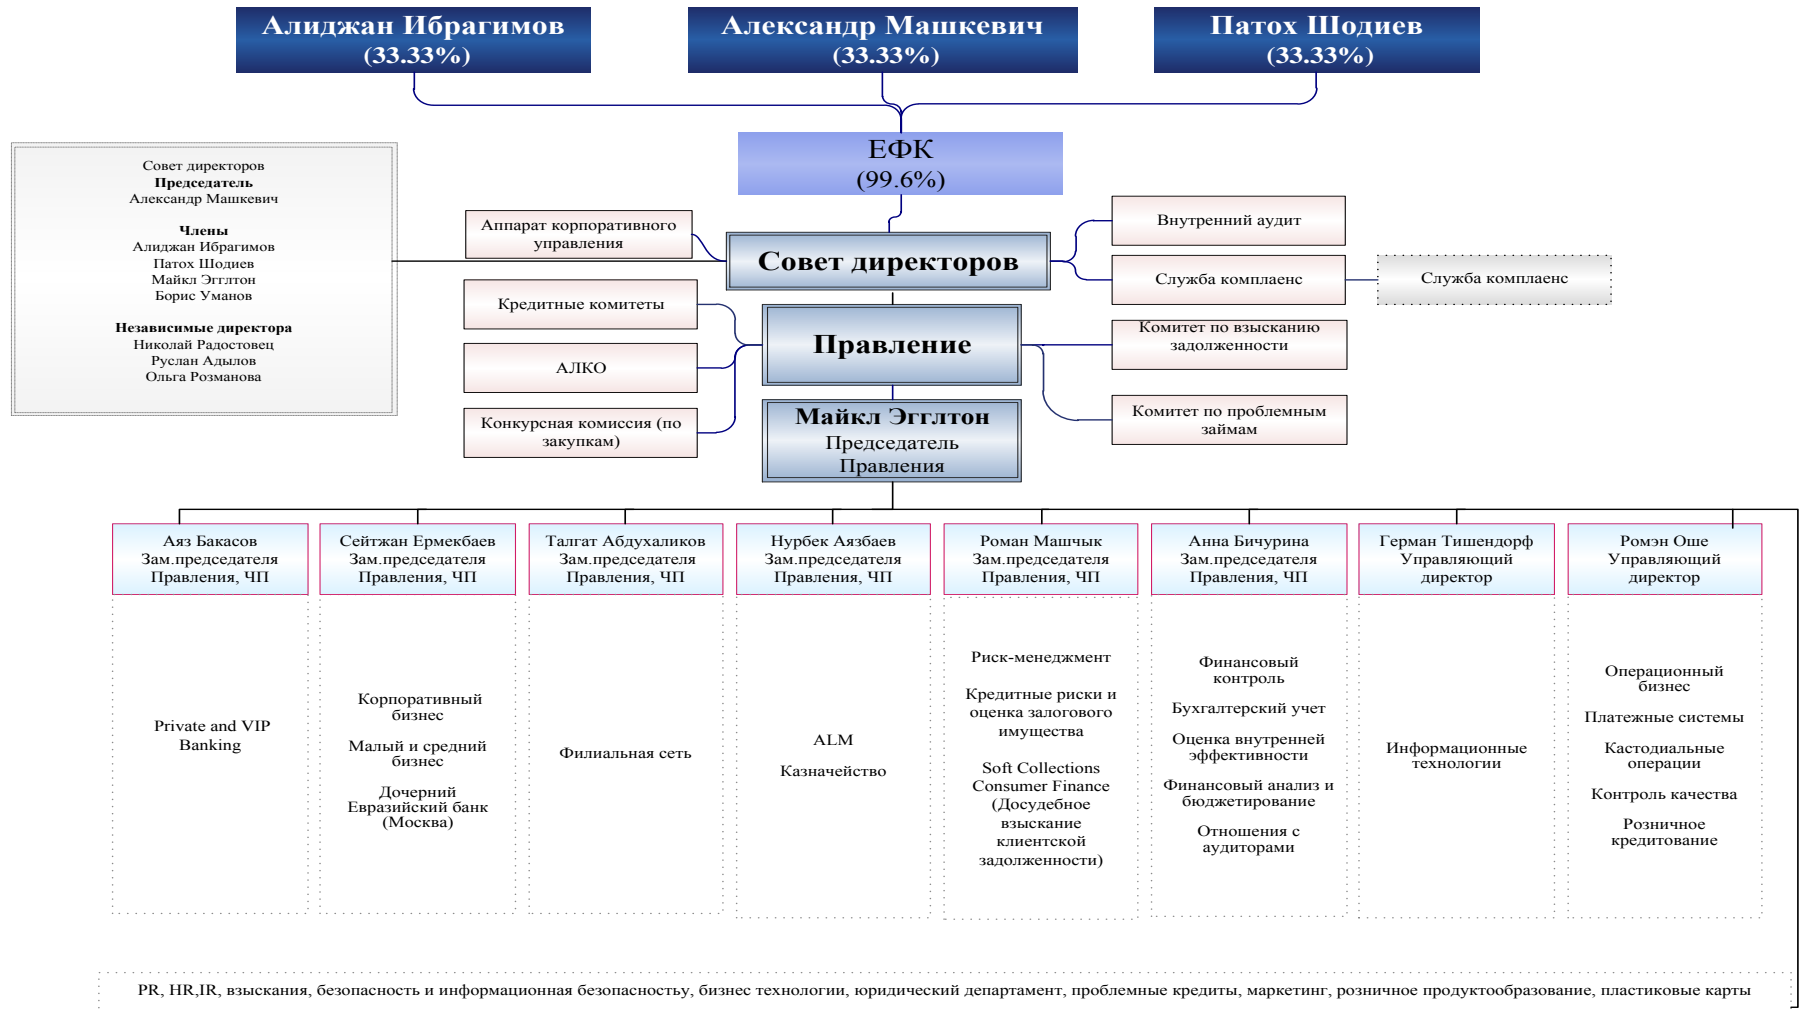 Алиджан Ибрагимов
(33.33%)
Александр Машкевич
(33.33%)
Патох Шодиев
(33.33%)
ЕФК
(99.6%)
Совет директоров
Председатель
Александр Машкевич
Члены
Алиджан Ибрагимов
Патох Шодиев
Майкл Эгглтон
Борис Уманов
Независимые директора
Николай Радостовец
Руслан Адылов
Ольга Розманова
Аппарат корпоративного
управления
Совет директоров
Внутренний аудит
Служба комплаенс
Служба комплаенс
Кредитные комитеты
АЛКО
Конкурсная комиссия (по
закупкам)
Правление
Комитет по взысканию
задолженности
Комитет по проблемным
займам
Майкл Эгглтон
Председатель
Правления
Аяз Бакасов
Зам.председателя
Правления, ЧП
Сейтжан Ермекбаев
Зам.председателя
Правления, ЧП
Талгат Абдухаликов
Зам.председателя
Правления, ЧП
Нурбек Аязбаев
Зам.председателя
Правления, ЧП
Роман Машчык
Зам.председателя
Правления, ЧП
Анна Бичурина
Зам.председателя
Правления, ЧП
Герман Тишендорф
Управляющий
директор
Ромэн Оше
Управляющий
директор
Private and VIP
Banking
Корпоративный
бизнес
Малый и средний
бизнес
Дочерний
Евразийский банк
(Москва)
Филиальная сеть
ALM
Казначейство
Риск-менеджмент
Кредитные риски и
оценка залогового
имущества
Soft Collections
Consumer Finance
(Досудебное
взыскание
клиентской
задолженности)
Финансовый
контроль
Бухгалтерский учет
Оценка внутренней
эффективности
Финансовый анализ и
бюджетирование
Отношения с
аудиторами
Информационные
технологии
Операционный
бизнес
Платежные системы
Кастодиальные
операции
Контроль качества
Розничное
кредитование
PR, HR,IR, взыскания, безопасность и информационная безопасностьу, бизнес технологии, юридический департамент, проблемные кредиты, маркетинг, розничное продуктообразование, пластиковые карты